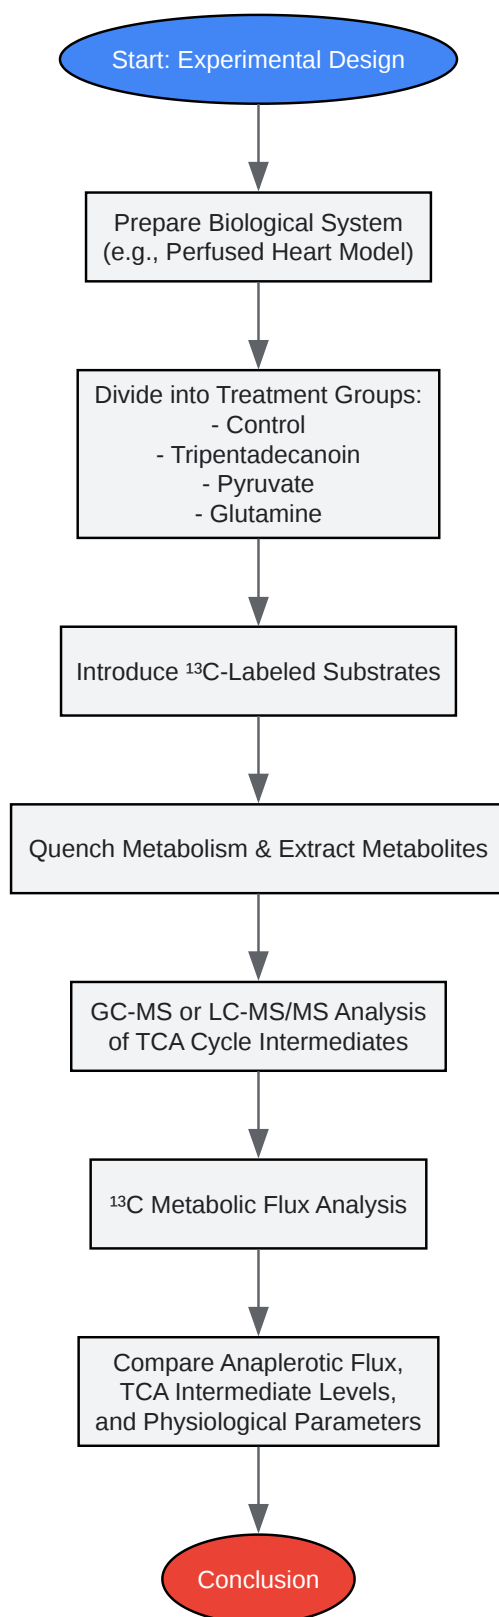 Start: Experimental Design
Prepare Biological System
(e.g., Perfused Heart Model)
Divide into Treatment Groups:
- Control
- Tripentadecanoin
- Pyruvate
- Glutamine
Introduce ¹³C-Labeled Substrates
Quench Metabolism & Extract Metabolites
GC-MS or LC-MS/MS Analysis
of TCA Cycle Intermediates
¹³C Metabolic Flux Analysis
Compare Anaplerotic Flux,
TCA Intermediate Levels,
and Physiological Parameters
Conclusion